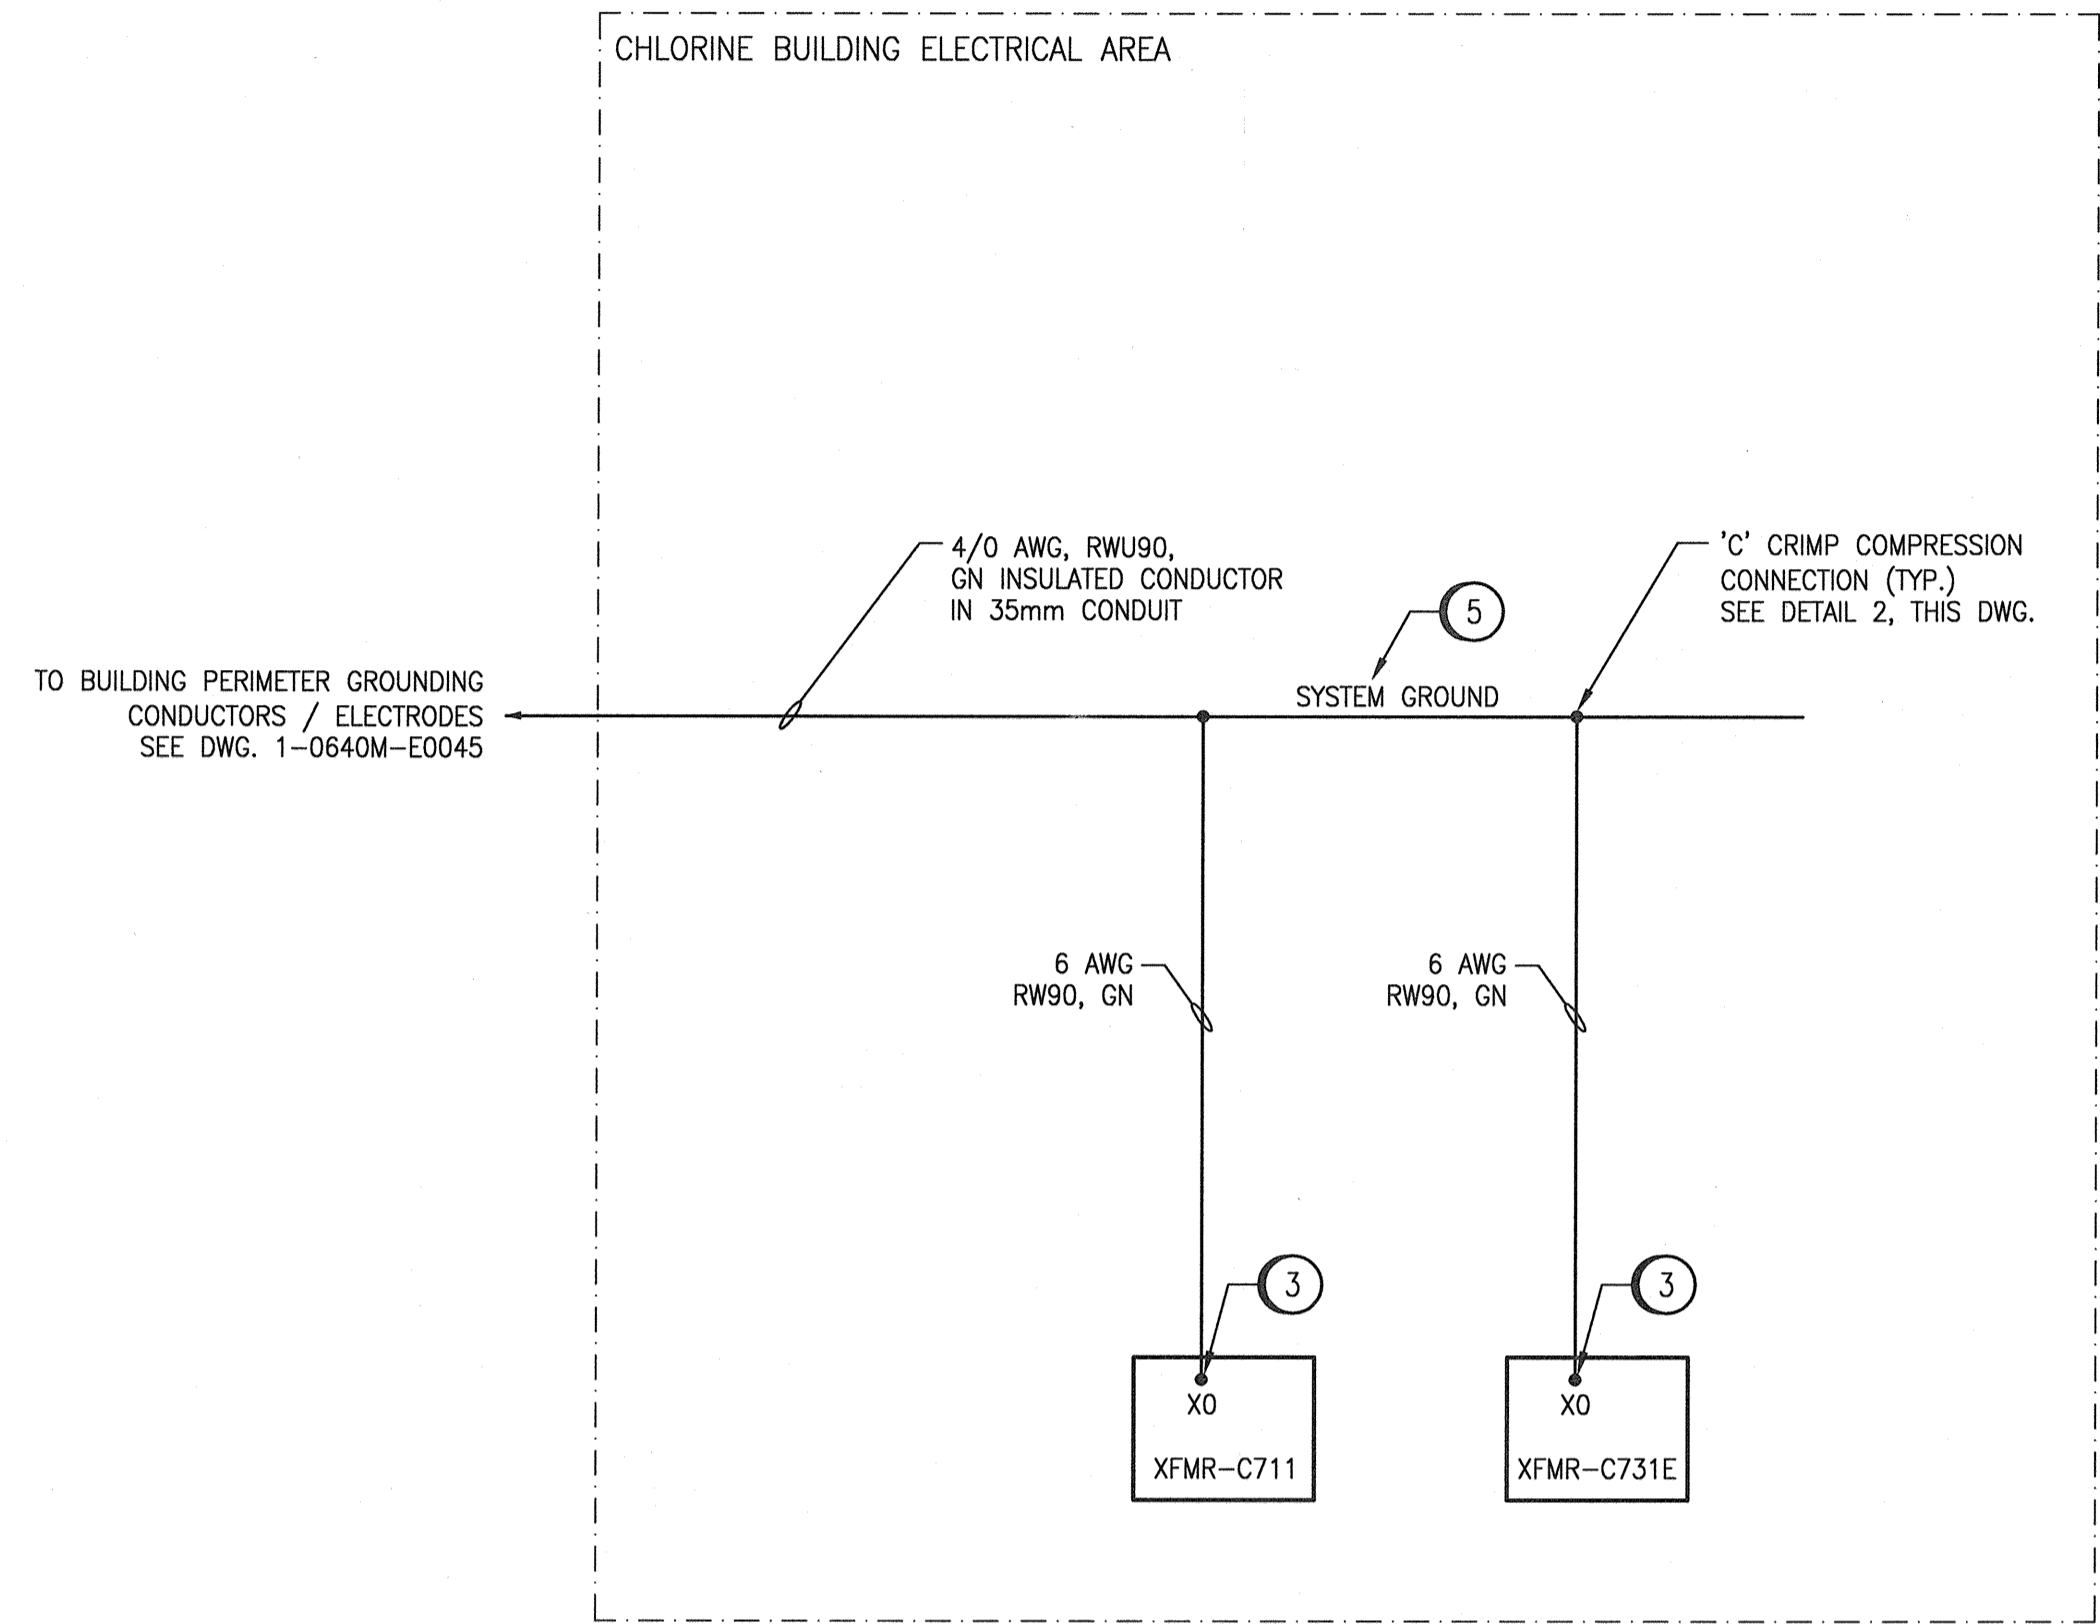 CHLORINE BUILDING ELECTRICAL AREA
4/0 AWG, RWU90,
GN INSULATED CONDUCTOR
IN 35mm CONDUIT
'C' CRIMP COMPRESSION
CONNECTION (TYP.)
SEE DETAIL 2, THIS DWG.
5
SYSTEM GROUND
TO BUILDING PERIMETER GROUNDING
CONDUCTORS / ELECTRODES
SEE DWG. 1-0640M-E0045
6 AWG
RW90, GN
6 AWG
RW90, GN
3
3
XO
XFMR-C711
XO
XFMR-C731E